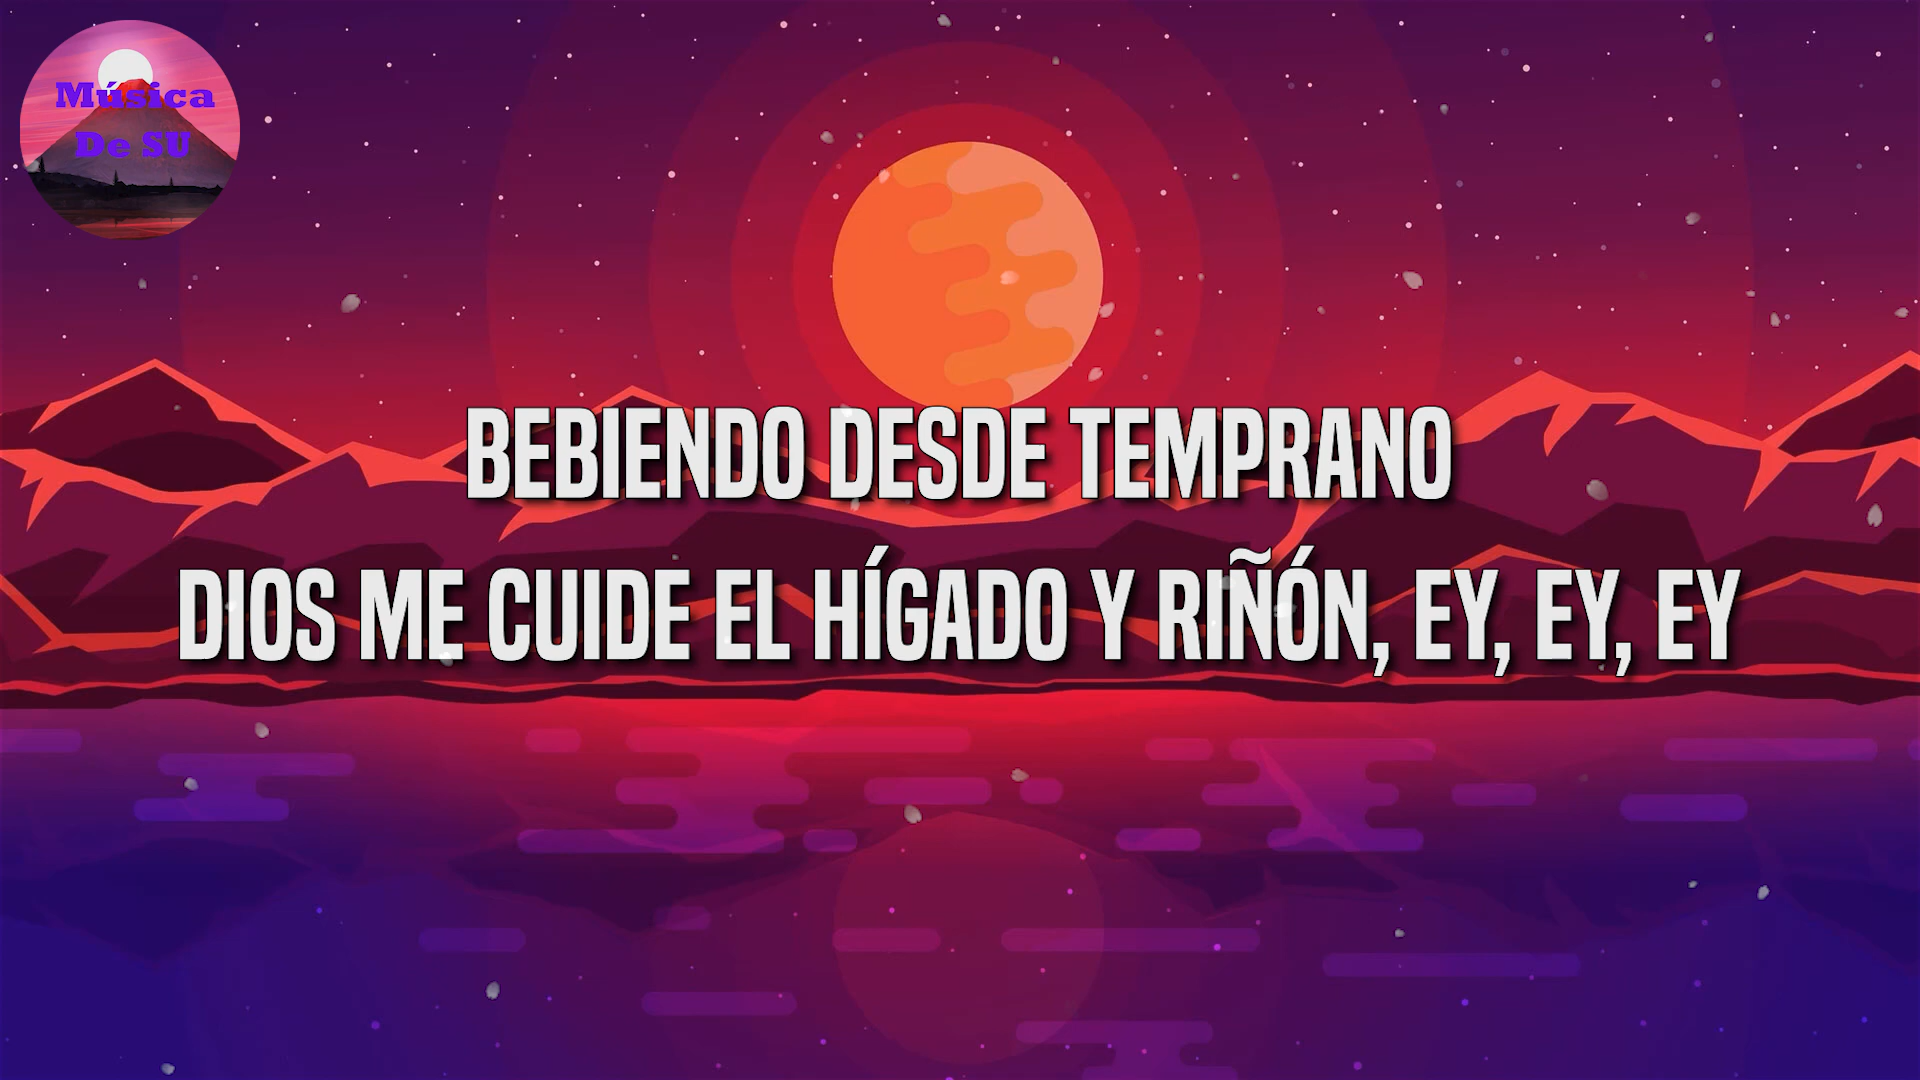 Música
De SU
BEBIENDO DESDE TEMPRANO
DIOS ME CUIDE EL HÍGADO Y RIÑÓN, EY, EY, EY